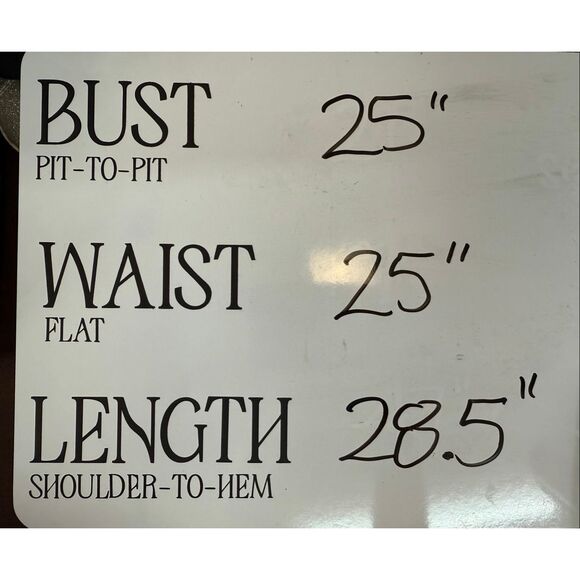 BUST 25"
PIT-TO-PIT
WAIST 25"
FLAT
LENGTH 28.5"
SHOULDER-TO-HEM